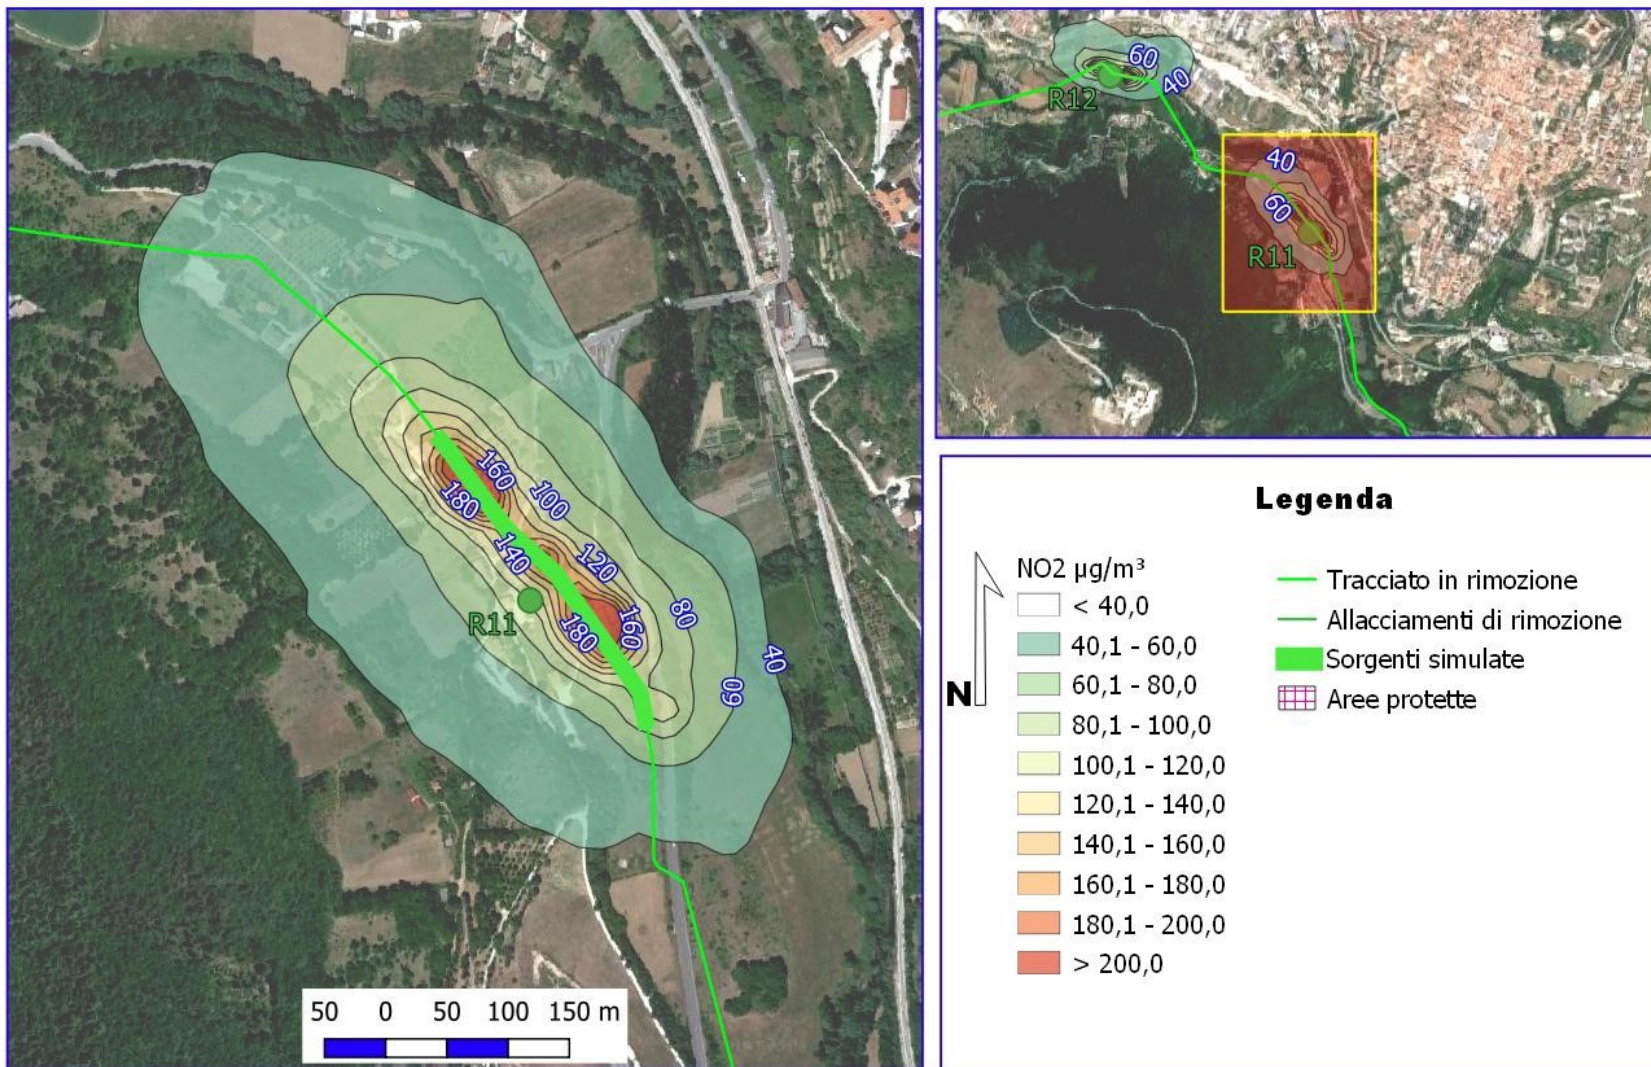 160
180
100
140
120
R11
180
160
80
40
60
50 0 50 100 150 m
60
40
R12
40
60
R11
Legenda
N
NO2 µg/m³
< 40,0
40,1 - 60,0
60,1 - 80,0
80,1 - 100,0
100,1 - 120,0
120,1 - 140,0
140,1 - 160,0
160,1 - 180,0
180,1 - 200,0
> 200,0
Tracciato in rimozione
Allacciamenti di rimozione
Sorgenti simulate
Aree protette